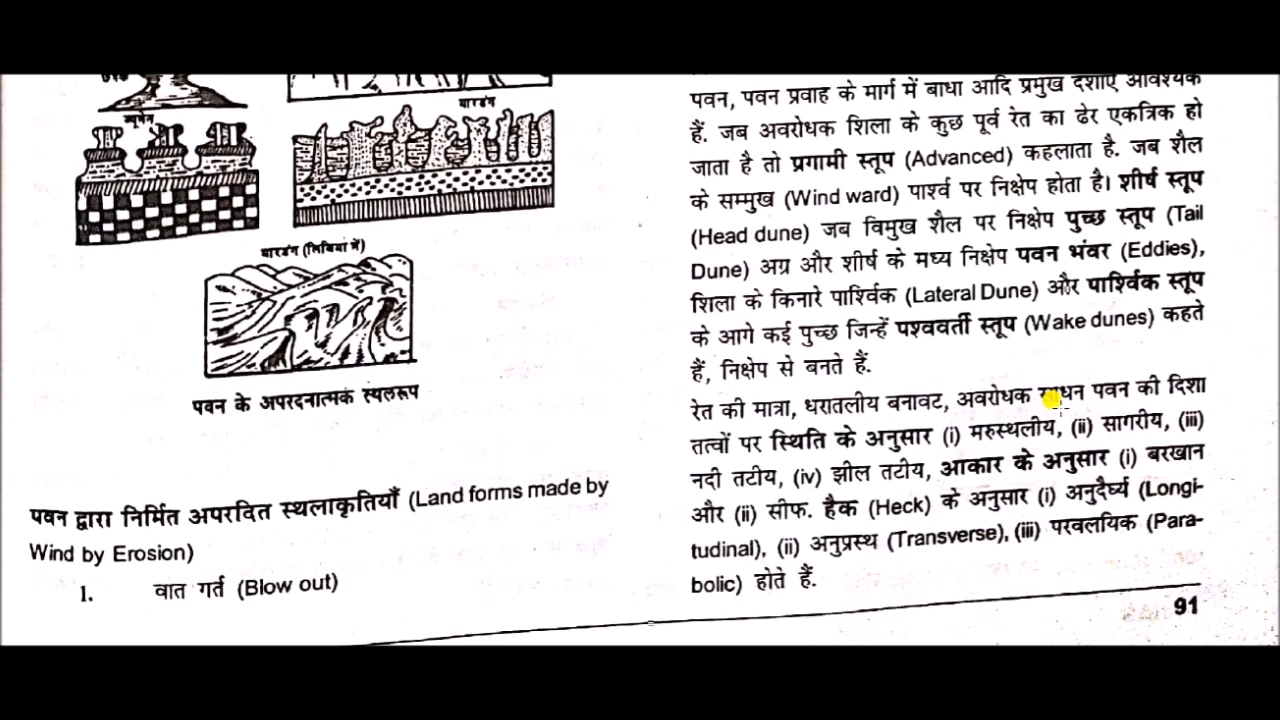 ज्यूगेन
यारडंग
यारडंग (लिबिया में)
पवन के अपरदनात्मक स्थलरूप
पवन द्वारा निर्मित अपरदित स्थलाकृतियाँ (Land forms made by
Wind by Erosion)
1. वात गर्त (Blow out)
पवन, पवन प्रवाह के मार्ग में बाधा आदि प्रमुख दशाएँ आवश्यक
हैं. जब अवरोधक शिला के कुछ पूर्व रेत का ढेर एकत्रिक हो
जाता है तो प्रगामी स्तूप (Advanced) कहलाता है. जब शैल
के सम्मुख (Wind ward) पार्श्व पर निक्षेप होता है। शीर्ष स्तूप
(Head dune) जब विमुख शैल पर निक्षेप पुच्छ स्तूप (Tail
Dune) अग्र और शीर्ष के मध्य निक्षेप पवन भंवर (Eddies),
शिला के किनारे पार्श्विक (Lateral Dune) और पार्श्विक स्तूप
के आगे कई पुच्छ जिन्हें पश्ववर्ती स्तूप (Wake dunes) कहते
हैं, निक्षेप से बनते हैं.
रेत की मात्रा, धरातलीय बनावट, अवरोधक साधन पवन की दिशा
तत्वों पर स्थिति के अनुसार (i) मरुस्थलीय, (ii) सागरीय, (iii)
नदी तटीय, (iv) झील तटीय, आकार के अनुसार (i) बरखान
और (ii) सीफ. हैक (Heck) के अनुसार (i) अनुदैर्घ्य (Longi-
tudinal), (ii) अनुप्रस्थ (Transverse), (iii) परवलयिक (Para-
bolic) होते हैं.
91